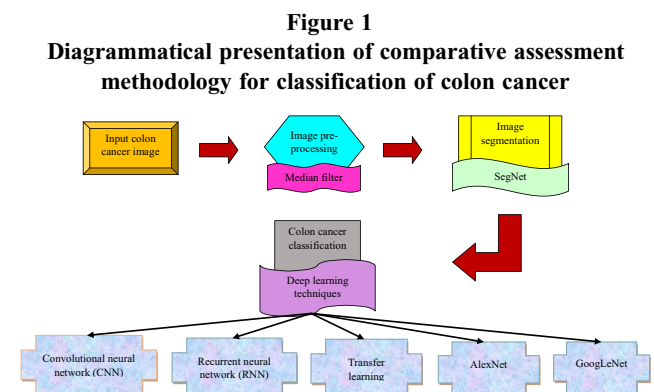 Figure 1
Diagrammatical presentation of comparative assessment
methodology for classification of colon cancer
Input colon
cancer image
Image pre-
processing
Median filter
Image
segmentation
SegNet
Colon cancer
classification
Deep learning
techniques
Convolutional neural
network (CNN)
Recurrent neural
network (RNN)
Transfer
learning
AlexNet
GoogLeNet